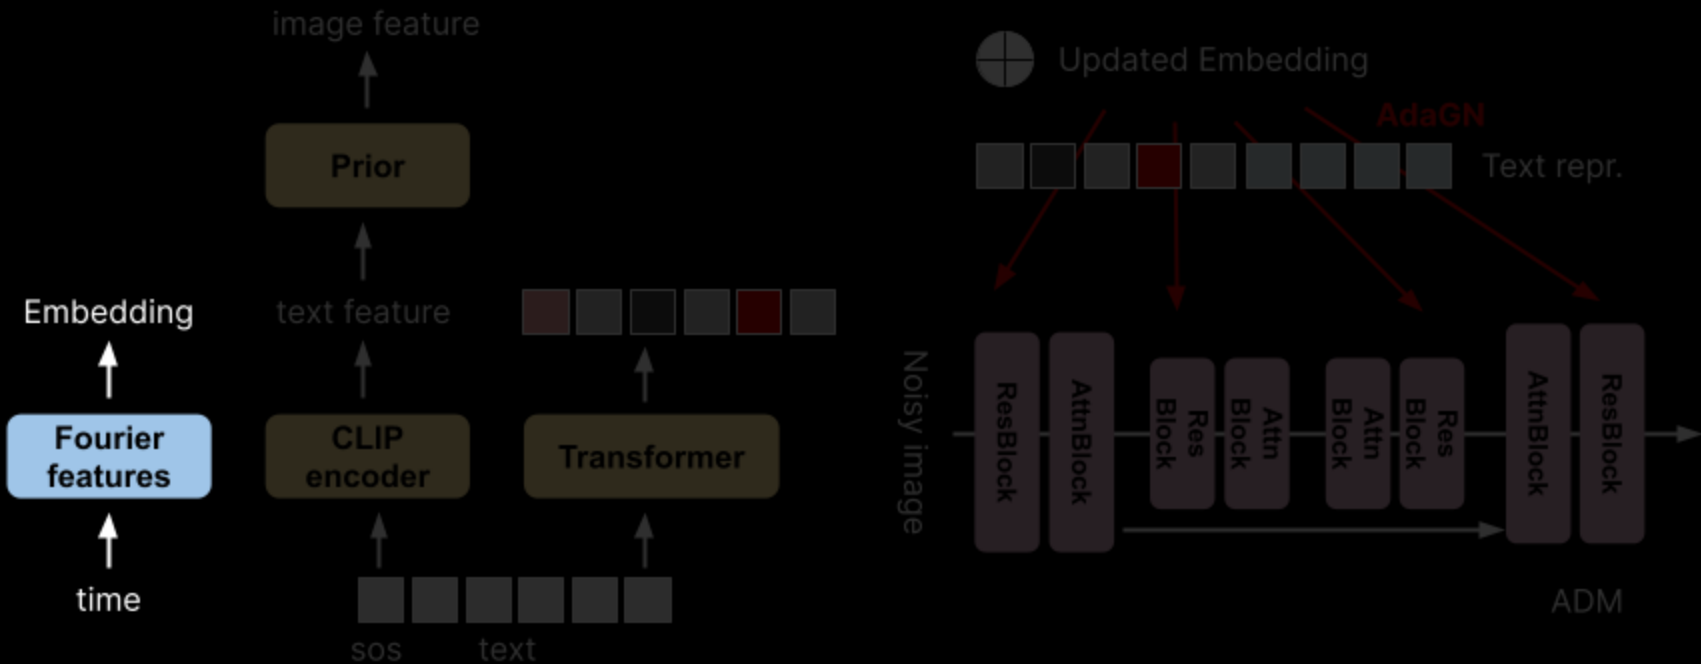 image feature
Prior
Embedding
text feature
Fourier
features
CLIP
encoder
Transformer
time
sos
text
Updated Embedding
AdaGN
Text repr.
Noisy image
ResBlock
AttnBlock
Res
Block
Attn
Block
Attn
Block
Res
Block
AttnBlock
ResBlock
ADM